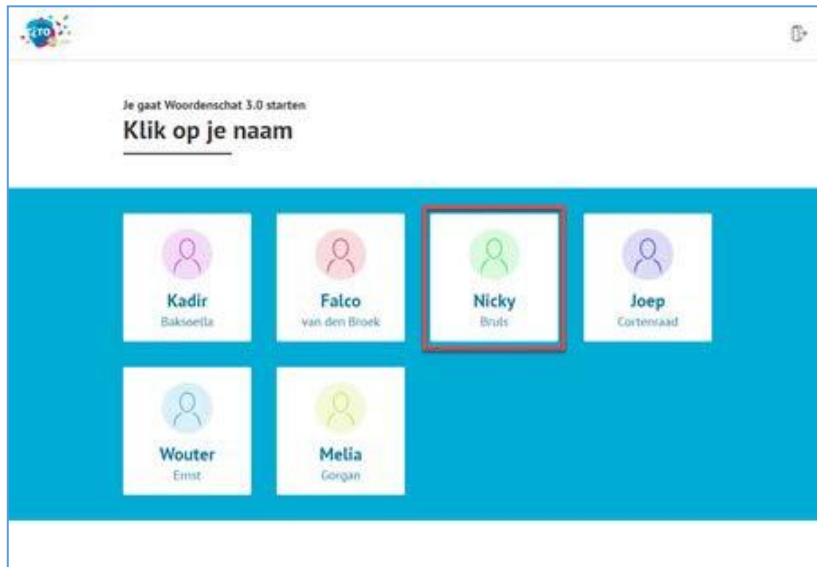 cito
Je gaat Woordenschat 3.0 starten
Klik op je naam
Kadir
Baksoella
Falco
van den Broek
Nicky
Bruls
Joep
Cortenraad
Wouter
Ernst
Melia
Gorgan